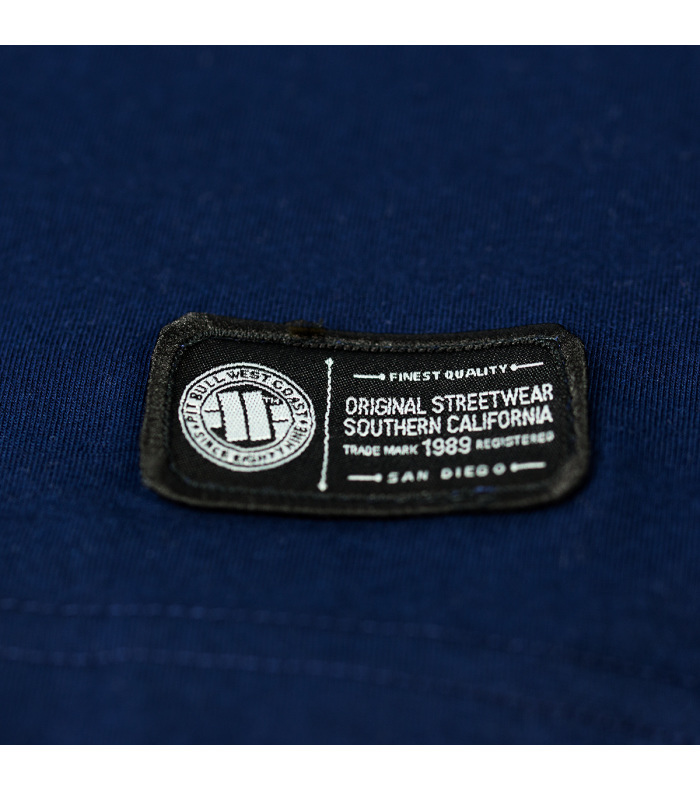 PIT BULL WEST COAST
TM
SINCE EIGHTY NINE
FINEST QUALITY
ORIGINAL STREETWEAR
SOUTHERN CALIFORNIA
TRADE MARK 1989 REGISTERED
SAN DIEGO